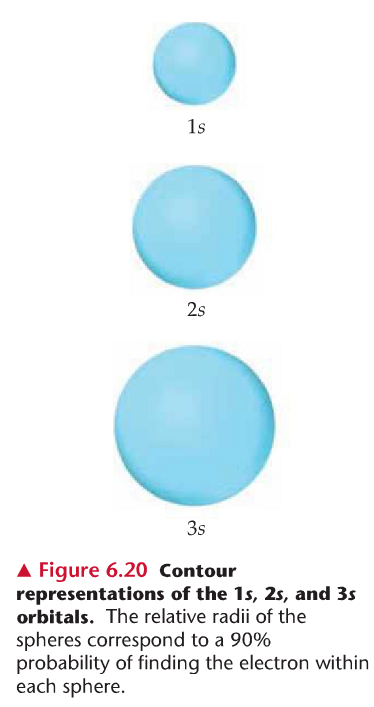 1s
2s
3s
▲ Figure 6.20 Contour
representations of the 1s, 2s, and 3s
orbitals. The relative radii of the
spheres correspond to a 90%
probability of finding the electron within
each sphere.